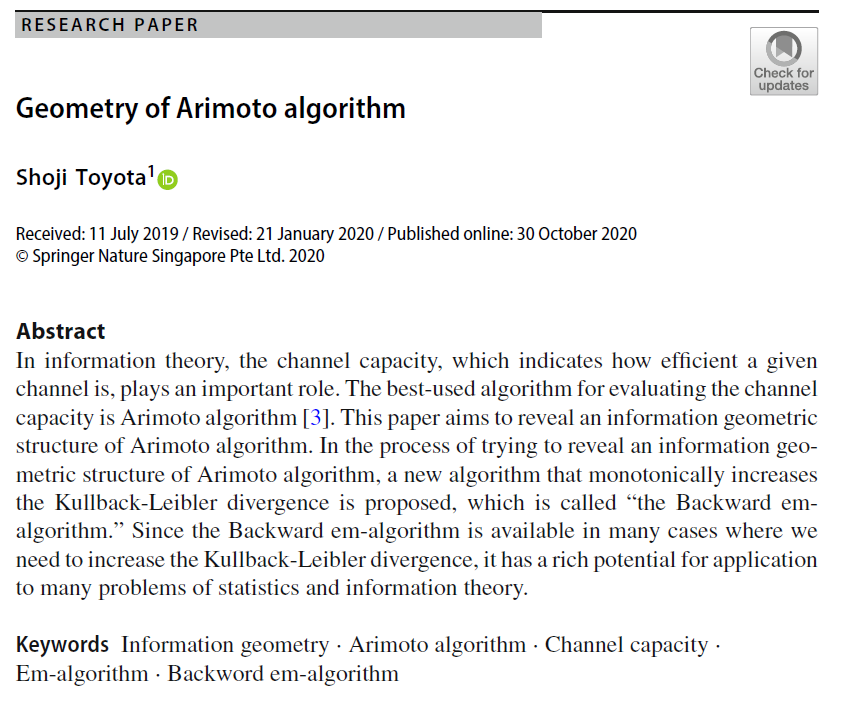 RESEARCH PAPER
Check for
updates
Geometry of Arimoto algorithm
Shoji Toyota1 iD
Received: 11 July 2019 / Revised: 21 January 2020 / Published online: 30 October 2020
© Springer Nature Singapore Pte Ltd. 2020
Abstract
In information theory, the channel capacity, which indicates how efficient a given
channel is, plays an important role. The best-used algorithm for evaluating the channel
capacity is Arimoto algorithm [3]. This paper aims to reveal an information geometric
structure of Arimoto algorithm. In the process of trying to reveal an information geo-
metric structure of Arimoto algorithm, a new algorithm that monotonically increases
the Kullback-Leibler divergence is proposed, which is called “the Backward em-
algorithm.” Since the Backward em-algorithm is available in many cases where we
need to increase the Kullback-Leibler divergence, it has a rich potential for application
to many problems of statistics and information theory.
Keywords Information geometry · Arimoto algorithm · Channel capacity ·
Em-algorithm · Backword em-algorithm